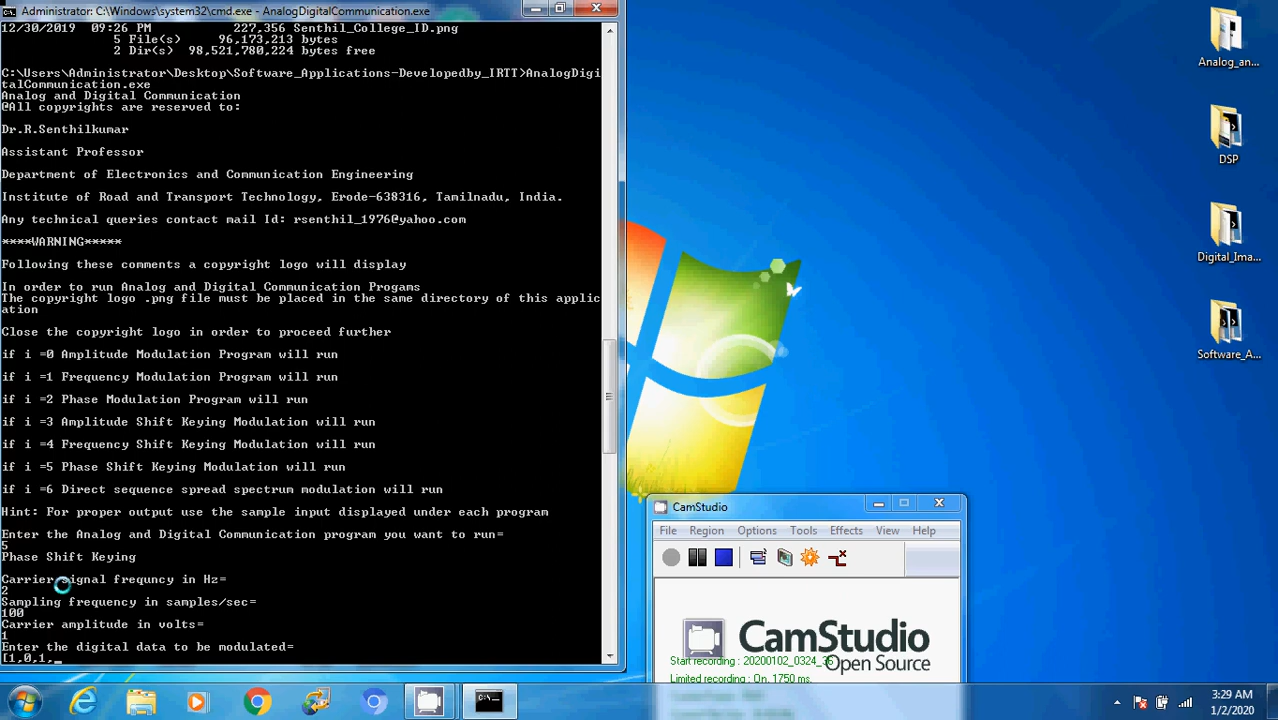 Administrator: C:\Windows\system32\cmd.exe - AnalogDigitalCommunication.exe
12/30/2019  09:26 PM           227,356 Senthil_College_ID.png
5 File(s)     96,173,213 bytes
2 Dir(s)  98,521,780,224 bytes free
C:\Users\Administrator\Desktop\Software_Applications-Developedby_IRTT>AnalogDigi
talCommunication.exe
Analog and Digital Communication
@All copyrights are reserved to:
Dr.R.Senthilkumar
Assistant Professor
Department of Electronics and Communication Engineering
Institute of Road and Transport Technology, Erode-638316, Tamilnadu, India.
Any technical queries contact mail Id: rsenthil_1976@yahoo.com
****WARNING*****
Following these comments a copyright logo will display
In order to run Analog and Digital Communication Progams
The copyright logo .png file must be placed in the same directory of this applic
ation
Close the copyright logo in order to proceed further
if i =0 Amplitude Modulation Program will run
if i =1 Frequency Modulation Program will run
if i =2 Phase Modulation Program will run
if i =3 Amplitude Shift Keying Modulation will run
if i =4 Frequency Shift Keying Modulation will run
if i =5 Phase Shift Keying Modulation will run
if i =6 Direct sequence spread spectrum modulation will run
Hint: For proper output use the sample input displayed under each program
Enter the Analog and Digital Communication program you want to run=
5
Phase Shift Keying
Carrier signal frequncy in Hz=
2
Sampling frequency in samples/sec=
100
Carrier amplitude in volts=
1
Enter the digital data to be modulated=
[1,0,1,_
Analog_an...
DSP
Digital_Ima...
Software_A...
CamStudio
File Region Options Tools Effects View Help
CamStudio
Open Source
Start recording : 20200102_0324_36
Limited recording : On, 1750 ms.
C:\.
3:29 AM
1/2/2020